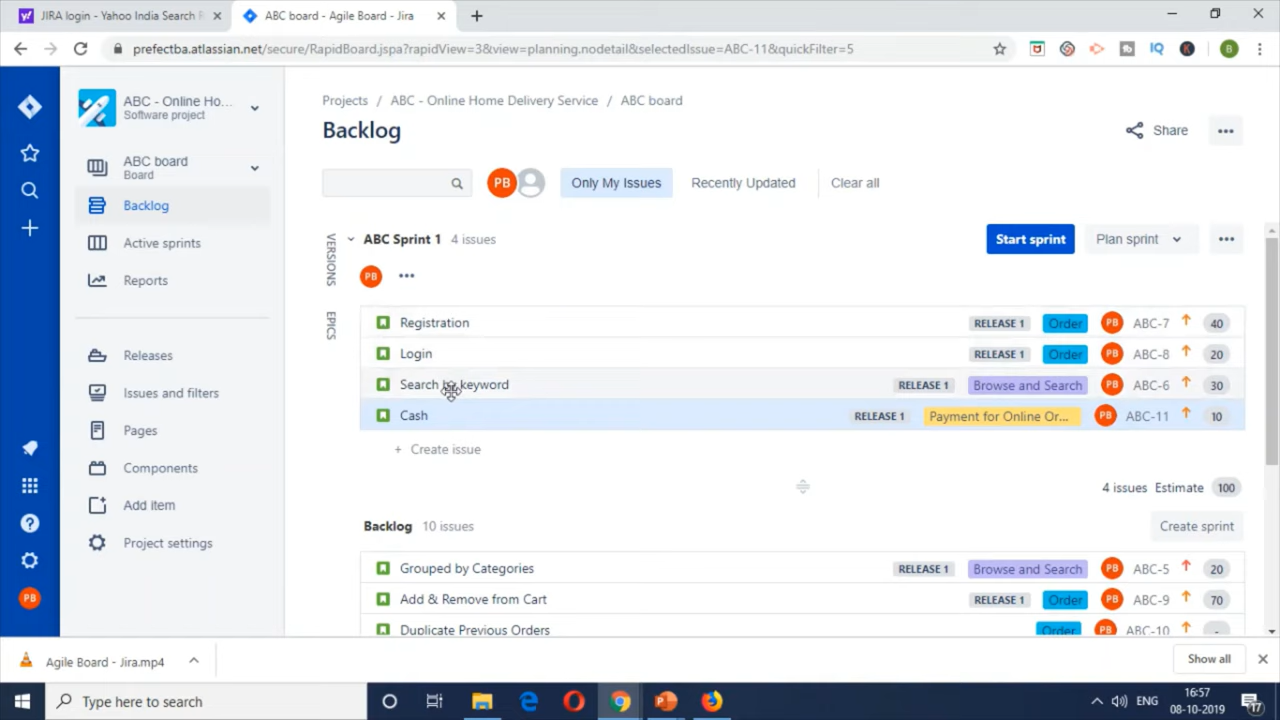 JIRA login - Yahoo India Search R
ABC board - Agile Board - Jira
prefectba.atlassian.net/secure/RapidBoard.jspa?rapidView=3&view=planning.nodetail&selectedIssue=ABC-11&quickFilter=5
IQ
K
B
ABC - Online Ho...
Software project
ABC board
Board
Backlog
Active sprints
Reports
Releases
Issues and filters
Pages
Components
Add item
Project settings
PB
Projects / ABC - Online Home Delivery Service / ABC board
Backlog
Share
PB
Only My Issues
Recently Updated
Clear all
VERSIONS
EPICS
ABC Sprint 1 4 issues
Start sprint
Plan sprint
PB
Registration RELEASE 1 Order PB ABC-7 40
Login RELEASE 1 Order PB ABC-8 20
Search by keyword RELEASE 1 Browse and Search PB ABC-6 30
Cash RELEASE 1 Payment for Online Or... PB ABC-11 10
+ Create issue
4 issues Estimate 100
Backlog 10 issues
Create sprint
Grouped by Categories RELEASE 1 Browse and Search PB ABC-5 20
Add & Remove from Cart RELEASE 1 Order PB ABC-9 70
Duplicate Previous Orders Order PB ABC-10 -
Agile Board - Jira.mp4
Show all
Type here to search
ENG
16:57
08-10-2019
17